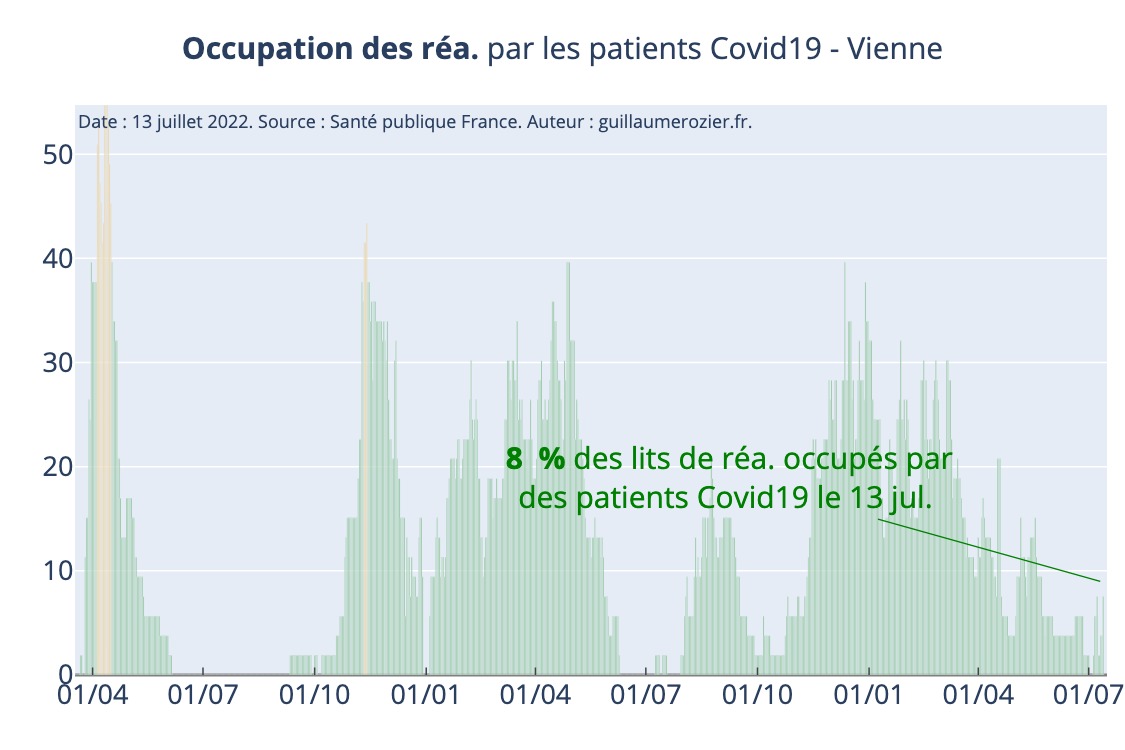 Occupation des réa. par les patients Covid19 - Vienne
Date : 13 juillet 2022. Source : Santé publique France. Auteur : guillaumerozier.fr.
50
40
30
20
10
0
8 % des lits de réa. occupés par
des patients Covid19 le 13 jul.
01/04 01/07 01/10 01/01 01/04 01/07 01/10 01/01 01/04 01/07